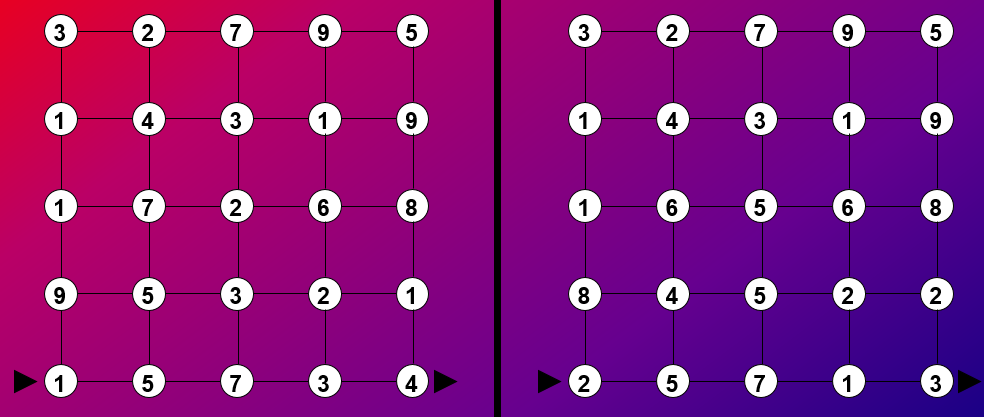 3 2 7 9 5 3 2 7 9 5
1 4 3 1 9 1 4 3 1 9
1 7 2 6 8 1 6 5 6 8
9 5 3 2 1 8 4 5 2 2
1 5 7 3 4 2 5 7 1 3